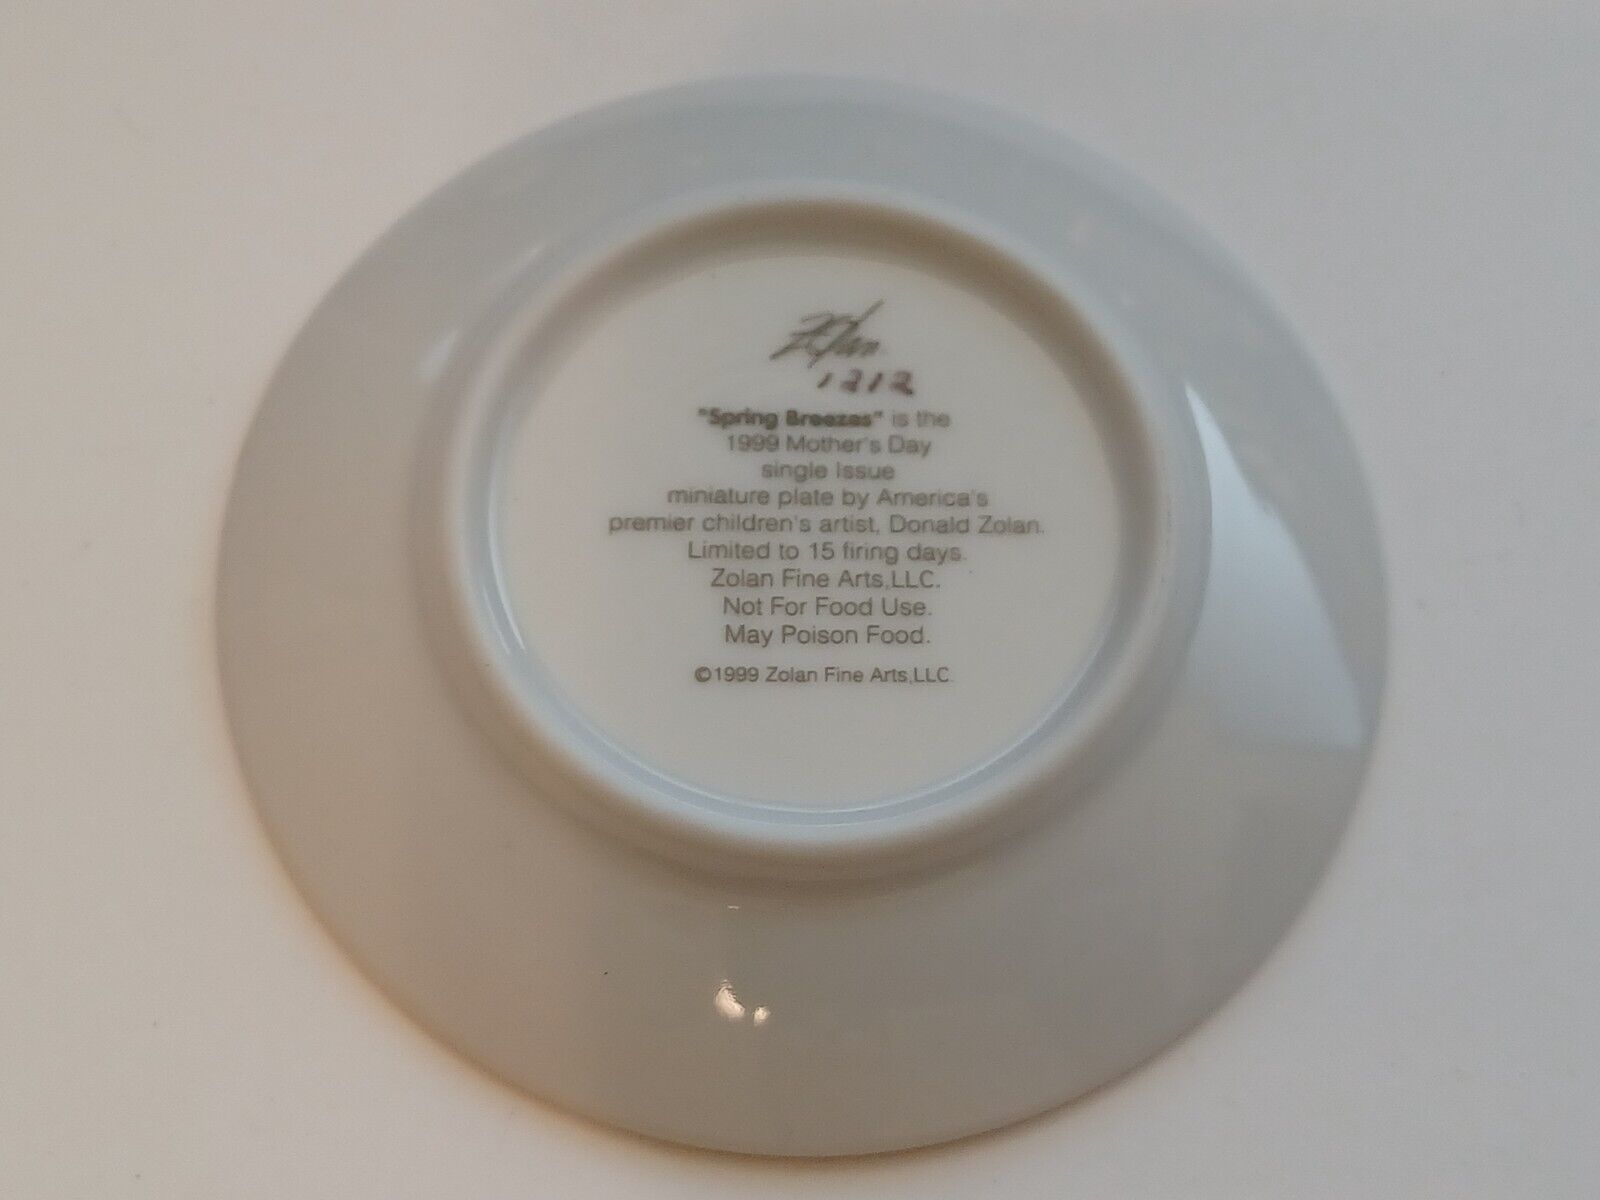 Zolan
1212
"Spring Breezes" is the
1999 Mother's Day
single Issue
miniature plate by America's
premier children's artist, Donald Zolan.
Limited to 15 firing days.
Zolan Fine Arts,LLC.
Not For Food Use.
May Poison Food.
©1999 Zolan Fine Arts,LLC.